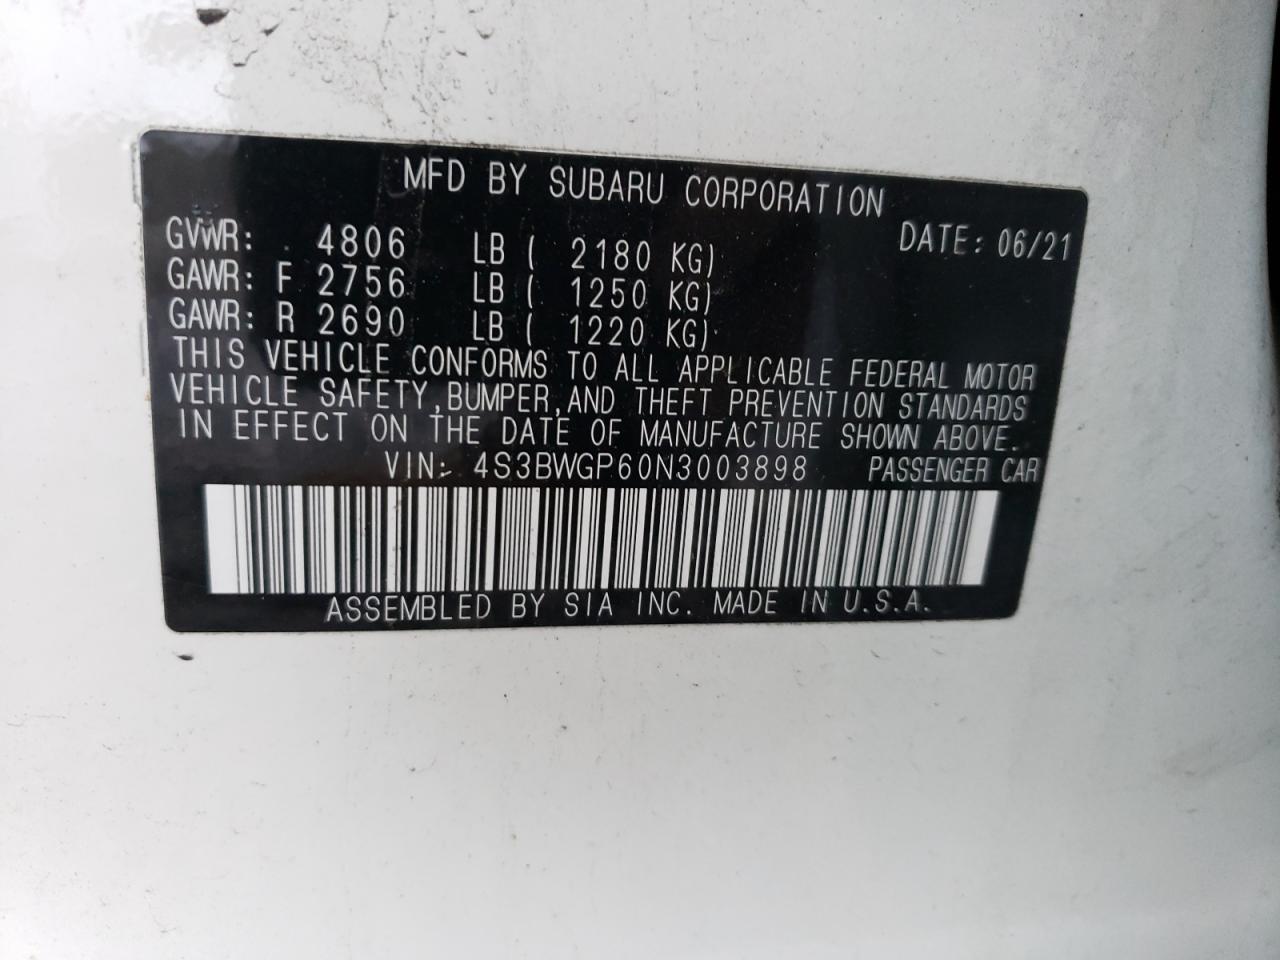 MFD BY SUBARU CORPORATION
DATE: 06/21
GVWR: 4806 LB ( 2180 KG)
GAWR: F 2756 LB ( 1250 KG)
GAWR: R 2690 LB ( 1220 KG)
THIS VEHICLE CONFORMS TO ALL APPLICABLE FEDERAL MOTOR
VEHICLE SAFETY,BUMPER,AND THEFT PREVENTION STANDARDS
IN EFFECT ON THE DATE OF MANUFACTURE SHOWN ABOVE.
VIN: 4S3BWGP60N3003898 PASSENGER CAR
ASSEMBLED BY SIA INC. MADE IN U.S.A.